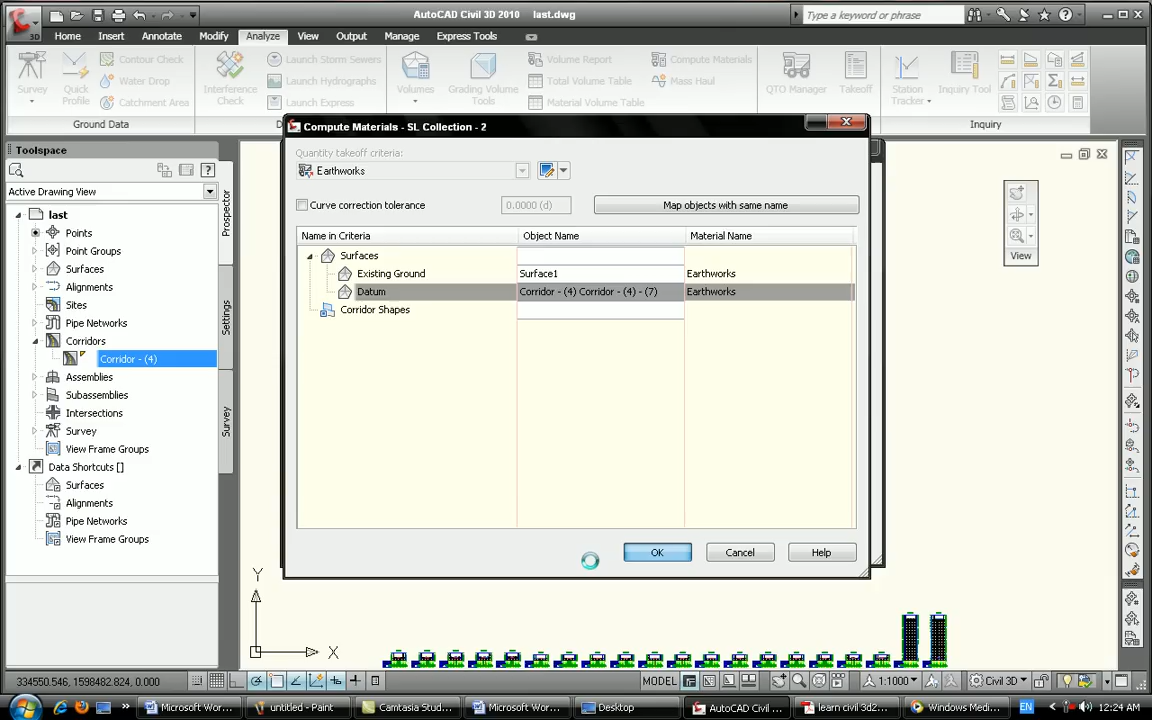 AutoCAD Civil 3D 2010 last.dwg
Type a keyword or phrase
3D
Home Insert Annotate Modify Analyze View Output Manage Express Tools
Survey
Quick Profile
Contour Check
Water Drop
Catchment Area
Interference Check
Launch Storm Sewers
Launch Hydrographs
Launch Express
Volumes
Grading Volume Tools
Volume Report
Total Volume Table
Material Volume Table
Compute Materials
Mass Haul
QTO Manager
Takeoff
Station Tracker
Inquiry Tool
Ground Data
D
Inquiry
Toolspace
Active Drawing View
last
Points
Point Groups
Surfaces
Alignments
Sites
Pipe Networks
Corridors
Corridor - (4)
Assemblies
Subassemblies
Intersections
Survey
View Frame Groups
Data Shortcuts []
Surfaces
Alignments
Pipe Networks
View Frame Groups
Prospector
Settings
Survey
Compute Materials - SL Collection - 2
Quantity takeoff criteria:
Earthworks
Curve correction tolerance
0.0000 (d)
Map objects with same name
Name in Criteria Object Name Material Name
Surfaces
Existing Ground Surface1 Earthworks
Datum Corridor - (4) Corridor - (4) - (7) Earthworks
Corridor Shapes
OK Cancel Help
View
Y
X
334550.546, 1598482.824, 0.000
MODEL
1:1000
Civil 3D
Microsoft Wor...
untitled - Paint
Camtasia Stud...
Microsoft Wor...
Desktop
AutoCAD Civil ...
learn civil 3d2...
Windows Medi...
EN
12:24 AM